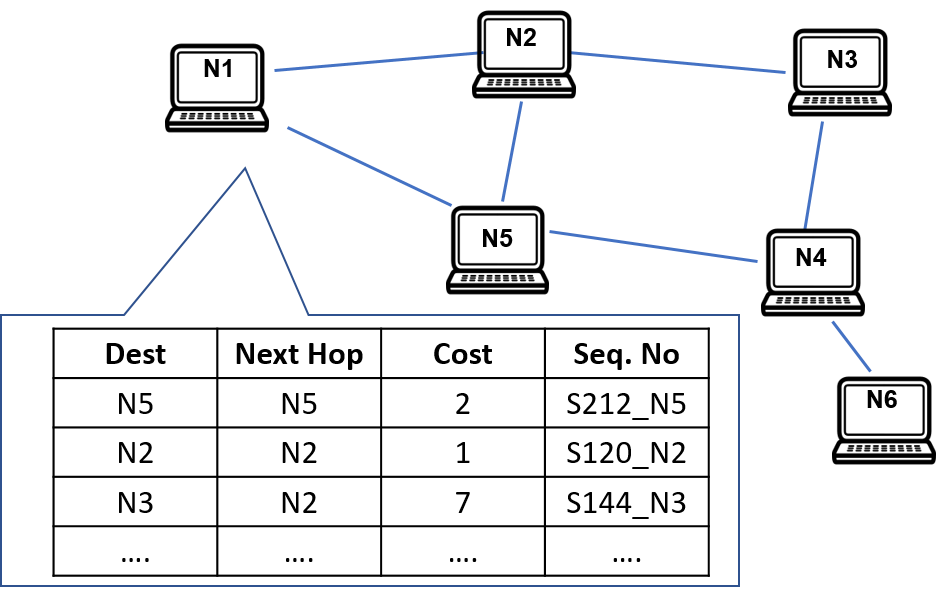 N1
N2
N3
N5
N4
N6
Dest Next Hop Cost Seq. No
N5 N5 2 S212_N5
N2 N2 1 S120_N2
N3 N2 7 S144_N3
.... .... .... ....